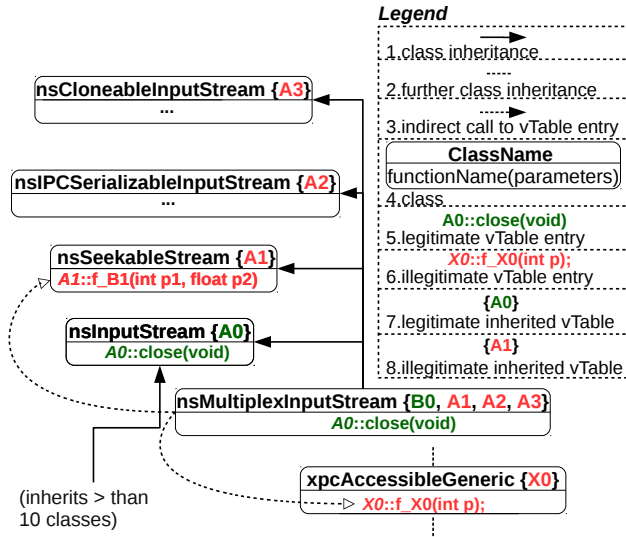 Legend
1.class inheritance
2.further class inheritance
3.indirect call to vTable entry
ClassName
functionName(parameters)
4.class
A0::close(void)
5.legitimate vTable entry
X0::f_X0(int p);
6.illegitimate vTable entry
{A0}
7.legitimate inherited vTable
{A1}
8.illegitimate inherited vTable
nsCloneableInputStream {A3}
...
nsIPCSerializableInputStream {A2}
...
nsSeekableStream {A1}
A1::f_B1(int p1, float p2)
nsInputStream {A0}
A0::close(void)
nsMultiplexInputStream {B0, A1, A2, A3}
A0::close(void)
xpcAccessibleGeneric {X0}
X0::f_X0(int p);
(inherits > than
10 classes)